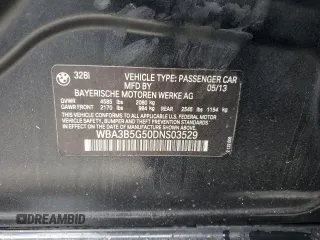 328i
VEHICLE TYPE: PASSENGER CAR
MFD BY 05/13
BAYERISCHE MOTOREN WERKE AG
GVWR 4585 lbs 2080 kg
GAWR FRONT 2170 lbs 984 kg REAR 2545 lbs 1154 kg
THIS VEHICLE CONFORMS TO ALL APPLICABLE
U.S. FEDERAL MOTOR VEHICLE SAFETY,
BUMPER, AND THEFT PREVENTION STANDARDS
IN EFFECT ON THE DATE OF MANUFACTURE
SHOWN ABOVE.
WBA3B5G50DNS03529
DREAMBID